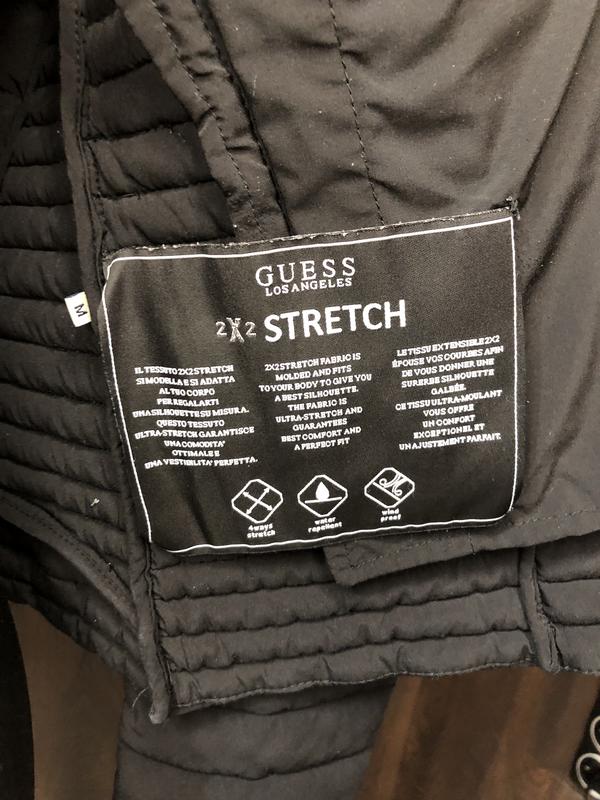 GUESS
LOS ANGELES
2X2 STRETCH
IL TESSUTO 2X2 STRETCH
SI MODELLA E SI ADATTA
AL TUO CORPO
PER REGALARTI
UNA SILHOUETTE SU MISURA.
QUESTO TESSUTO
ULTRA-STRETCH GARANTISCE
UNA COMODITA'
OTTIMALE E
UNA VESTIBILITA' PERFETTA.
2X2 STRETCH FABRIC IS
MOLDED AND FITS
TO YOUR BODY TO GIVE YOU
A BEST SILHOUETTE.
THE FABRIC IS
ULTRA-STRETCH AND
GUARANTEES
BEST COMFORT AND
A PERFECT FIT
LE TISSU EXTENSIBLE 2X2
ÉPOUSE VOS COURBES AFIN
DE VOUS DONNER UNE
SUPERBE SILHOUETTE
GALBÉE.
CE TISSU ULTRA-MOULANT
VOUS OFFRE
UN CONFORT
EXCEPTIONEL ET
UN AJUSTEMENT PARFAIT.
4 ways
stretch
water
repellent
wind
proof
M